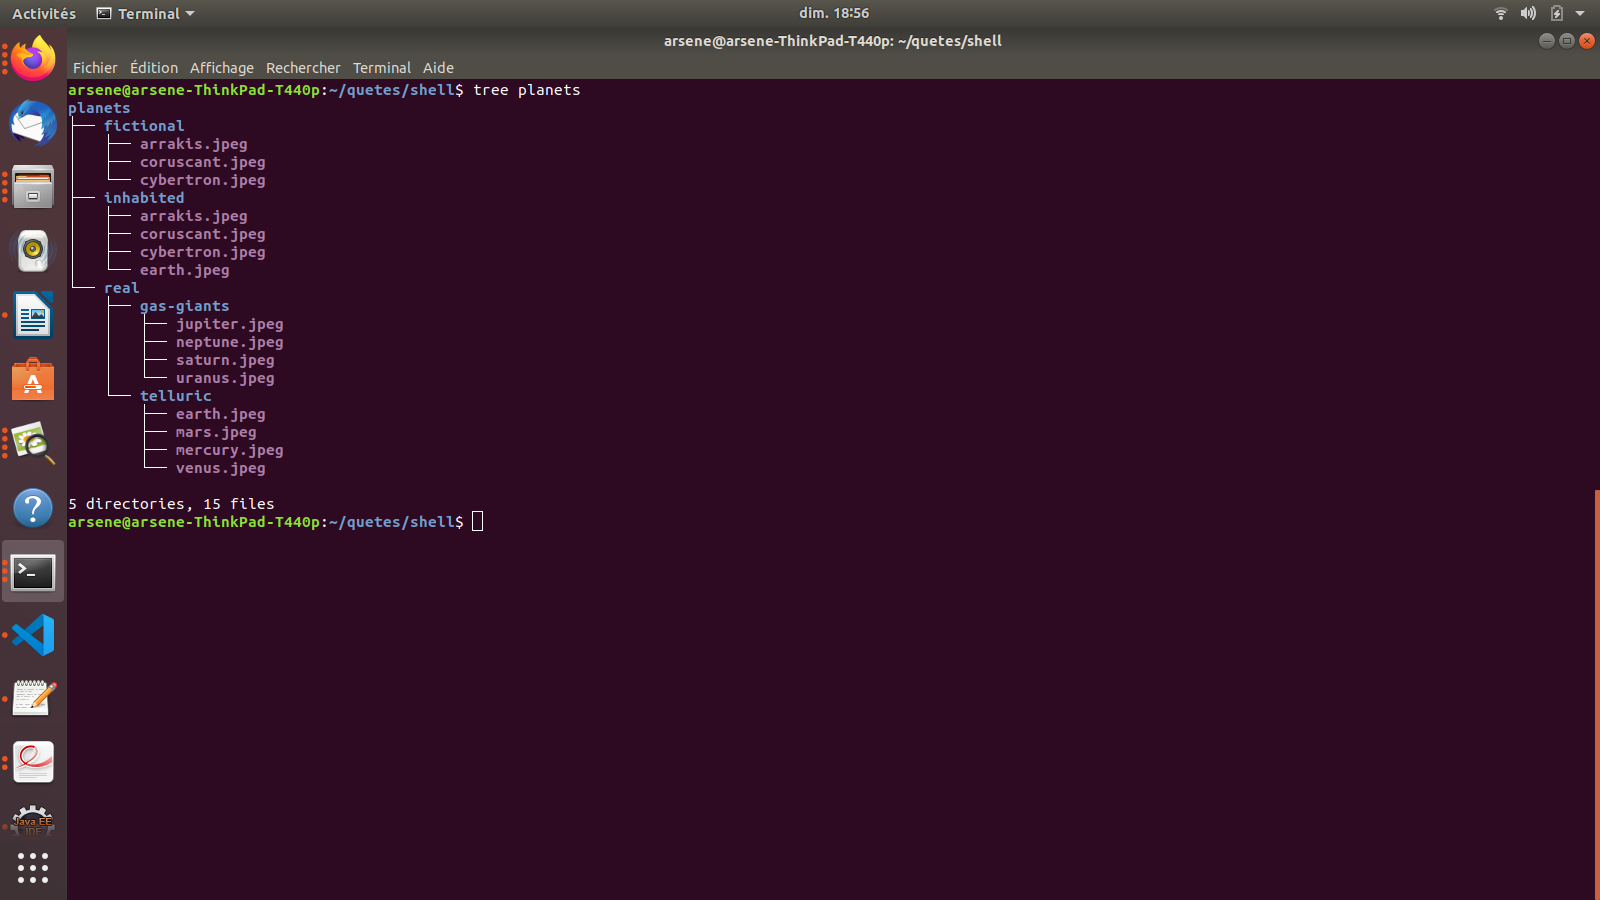 Activités Terminal dim. 18:56
arsene@arsene-ThinkPad-T440p: ~/quetes/shell
Fichier Édition Affichage Rechercher Terminal Aide
arsene@arsene-ThinkPad-T440p:~/quetes/shell$ tree planets
planets
├── fictional
│   ├── arrakis.jpeg
│   ├── coruscant.jpeg
│   └── cybertron.jpeg
├── inhabited
│   ├── arrakis.jpeg
│   ├── coruscant.jpeg
│   ├── cybertron.jpeg
│   └── earth.jpeg
└── real
    ├── gas-giants
    │   ├── jupiter.jpeg
    │   ├── neptune.jpeg
    │   ├── saturn.jpeg
    │   └── uranus.jpeg
    └── telluric
        ├── earth.jpeg
        ├── mars.jpeg
        ├── mercury.jpeg
        └── venus.jpeg
5 directories, 15 files
arsene@arsene-ThinkPad-T440p:~/quetes/shell$
Java EE
IDE